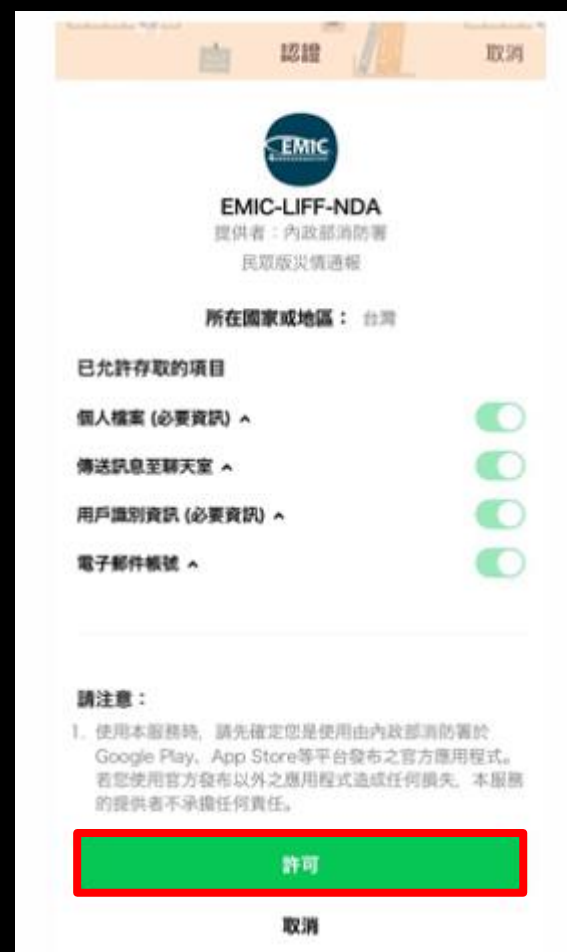 認證
取消
EMIC
EMIC-LIFF-NDA
提供者：內政部消防署
民眾版災情通報
所在國家或地區： 台灣
已允許存取的項目
個人檔案 (必要資訊) ^
傳送訊息至聊天室 ^
用戶識別資訊 (必要資訊) ^
電子郵件帳號 ^
請注意：
1. 使用本服務時，請先確定您是使用由內政部消防署於
Google Play、App Store等平台發布之官方應用程式。
若您使用官方發布以外之應用程式造成任何損失，本服務
的提供者不承擔任何責任。
許可
取消